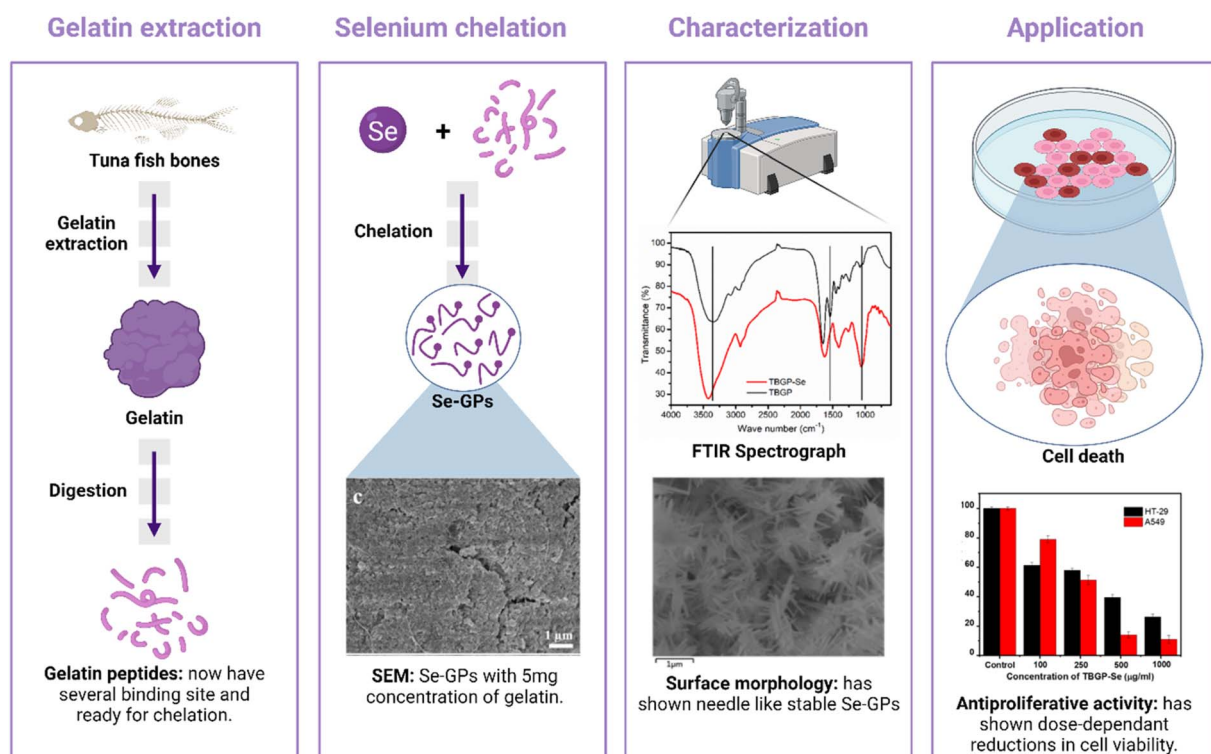 Gelatin extraction
Tuna fish bones
Gelatin
extraction
Gelatin
Digestion
Gelatin peptides: now have
several binding site and
ready for chelation.
Selenium chelation
Se
+
Chelation
Se-GPs
c
1 μm
SEM: Se-GPs with 5mg
concentration of gelatin.
Characterization
Transmittance (%)
100
90
80
70
60
50
40
30
TBGP-Se
TBGP
4000 3500 3000 2500 2000 1500 1000
Wave number (cm⁻¹)
FTIR Spectrograph
1μm
Surface morphology: has
shown needle like stable Se-GPs
Application
Cell death
HT-29
A549
100
80
60
40
20
0
Control 100 250 500 1000
Concentration of TBGP-Se (μg/ml)
Antiproliferative activity: has
shown dose-dependant
reductions in cell viability.